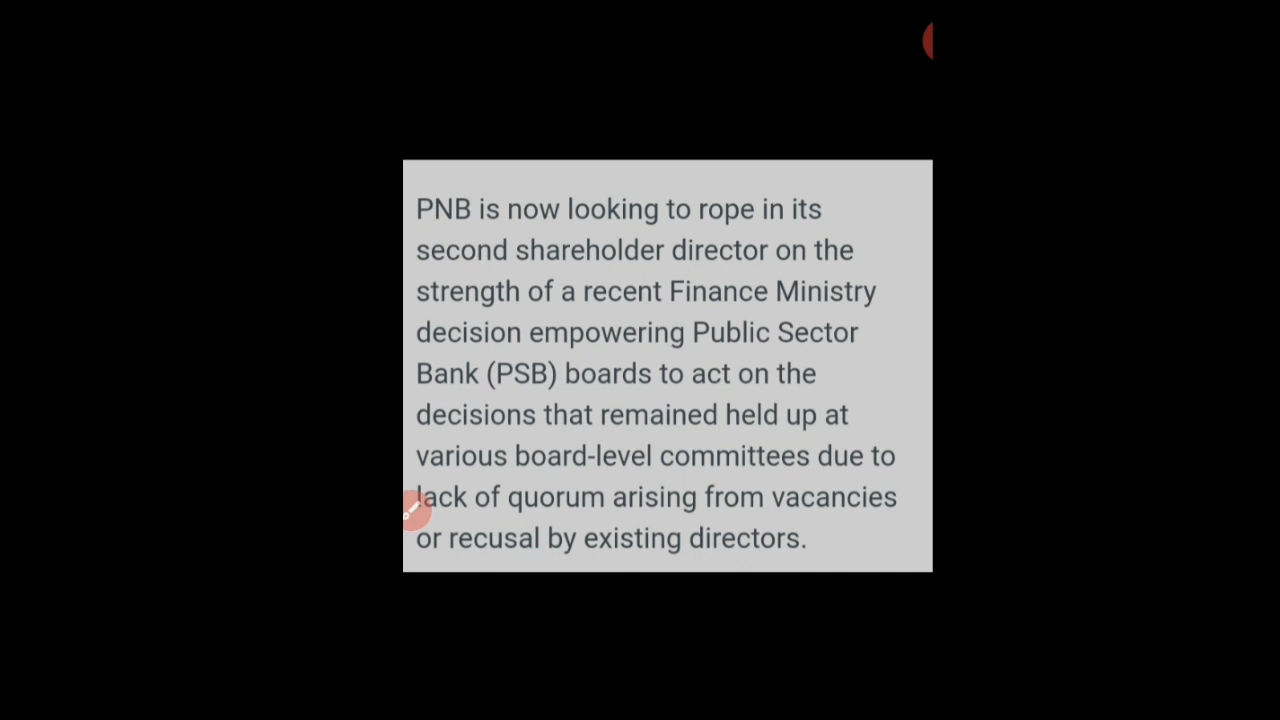 PNB is now looking to rope in its
second shareholder director on the
strength of a recent Finance Ministry
decision empowering Public Sector
Bank (PSB) boards to act on the
decisions that remained held up at
various board-level committees due to
lack of quorum arising from vacancies
or recusal by existing directors.